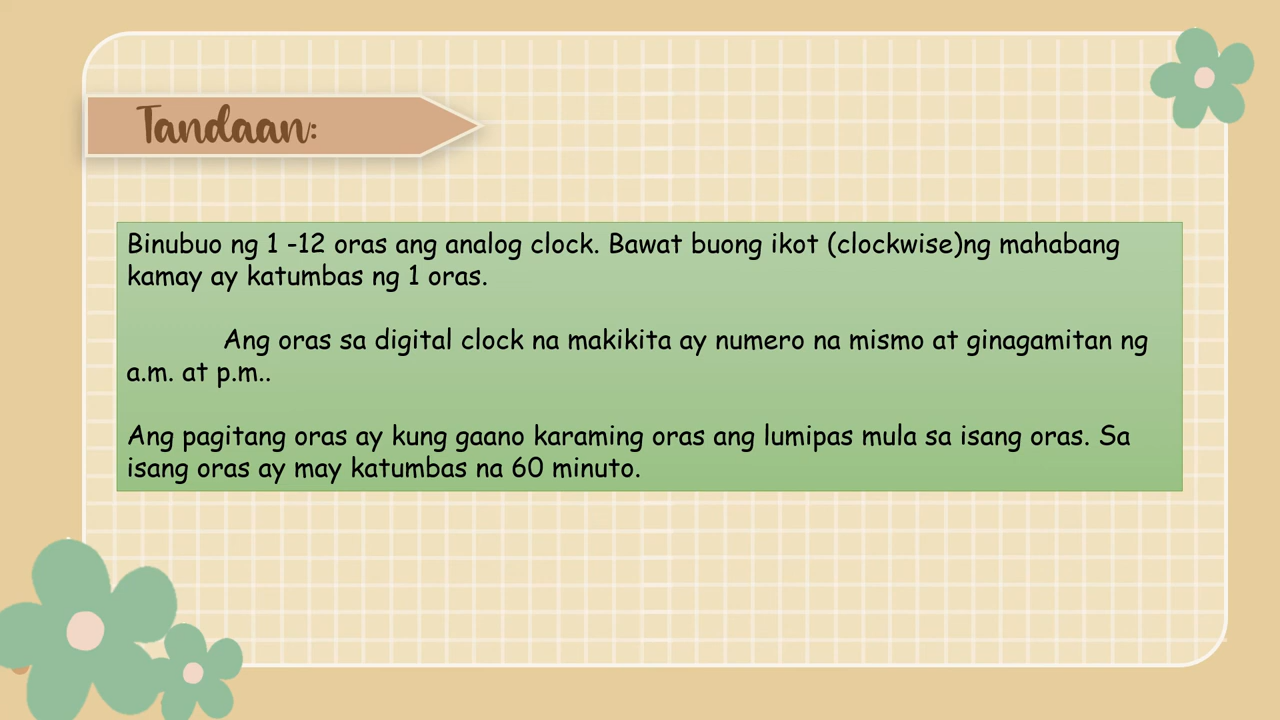 Tandaan:
Binubuo ng 1 -12 oras ang analog clock. Bawat buong ikot (clockwise)ng mahabang
kamay ay katumbas ng 1 oras.
Ang oras sa digital clock na makikita ay numero na mismo at ginagamitan ng
a.m. at p.m..
Ang pagitang oras ay kung gaano karaming oras ang lumipas mula sa isang oras. Sa
isang oras ay may katumbas na 60 minuto.